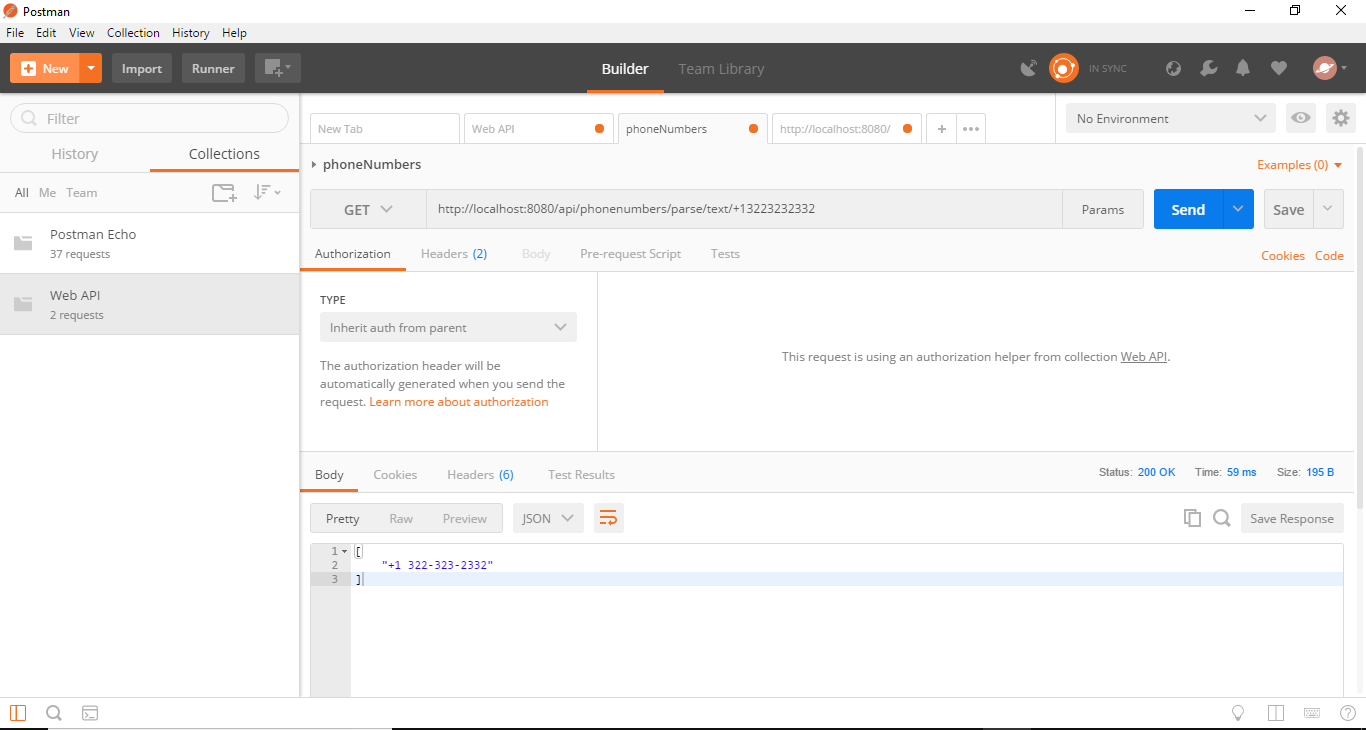 Postman
File Edit View Collection History Help
New Import Runner Builder Team Library IN SYNC
Filter
History Collections
All Me Team
Postman Echo
37 requests
Web API
2 requests
New Tab Web API phoneNumbers http://localhost:8080/ + ••• No Environment
phoneNumbers Examples (0)
GET http://localhost:8080/api/phonenumbers/parse/text/+13223232332 Params Send Save
Authorization Headers (2) Body Pre-request Script Tests Cookies Code
TYPE
Inherit auth from parent
The authorization header will be
automatically generated when you send the
request. Learn more about authorization
This request is using an authorization helper from collection Web API.
Body Cookies Headers (6) Test Results Status: 200 OK Time: 59 ms Size: 195 B
Pretty Raw Preview JSON Save Response
1 [
2 "+1 322-323-2332"
3 ]